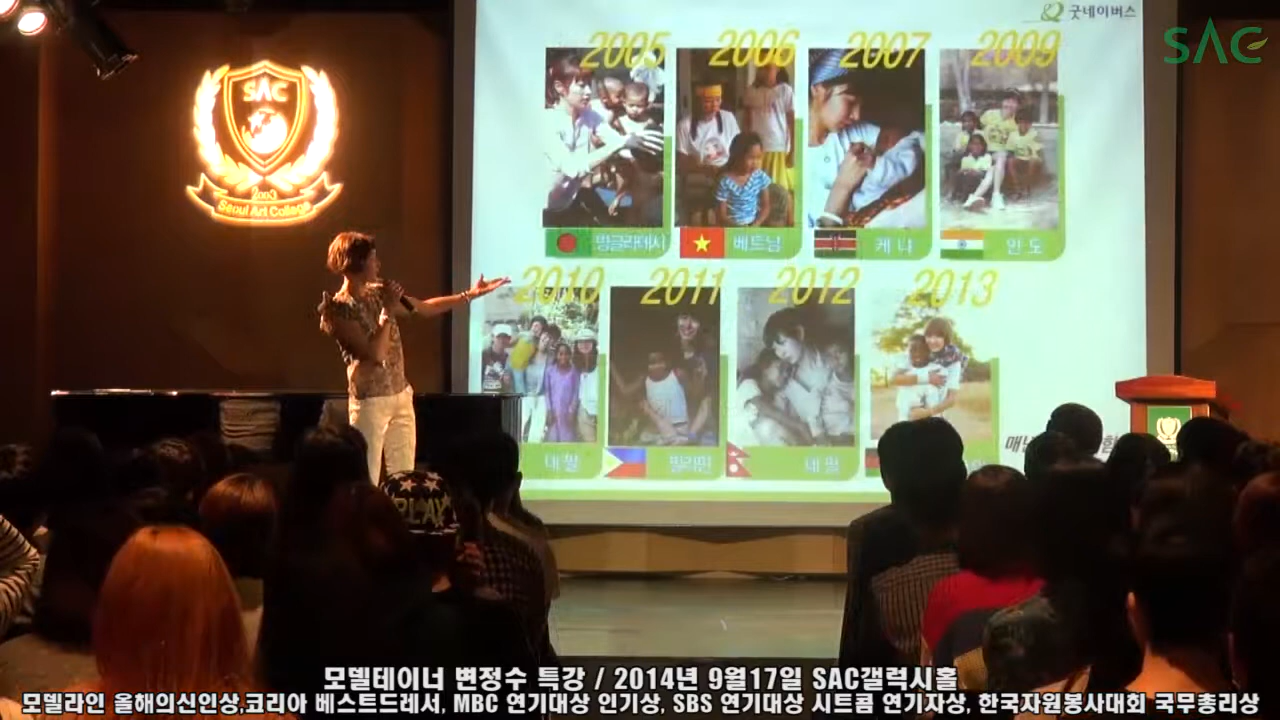 굿네이버스
SAC
SAC
2003
Seoul Art College
2005
2006
2007
2009
방글라데시
베트남
케냐
인도
2010
2011
2012
2013
네팔
필리핀
네팔
PLAY
모델테이너 변정수 특강 / 2014년 9월17일 SAC갤럭시홀
모델라인 올해의신인상,코리아 베스트드레서, MBC 연기대상 인기상, SBS 연기대상 시트콤 연기자상, 한국자원봉사대회 국무총리상